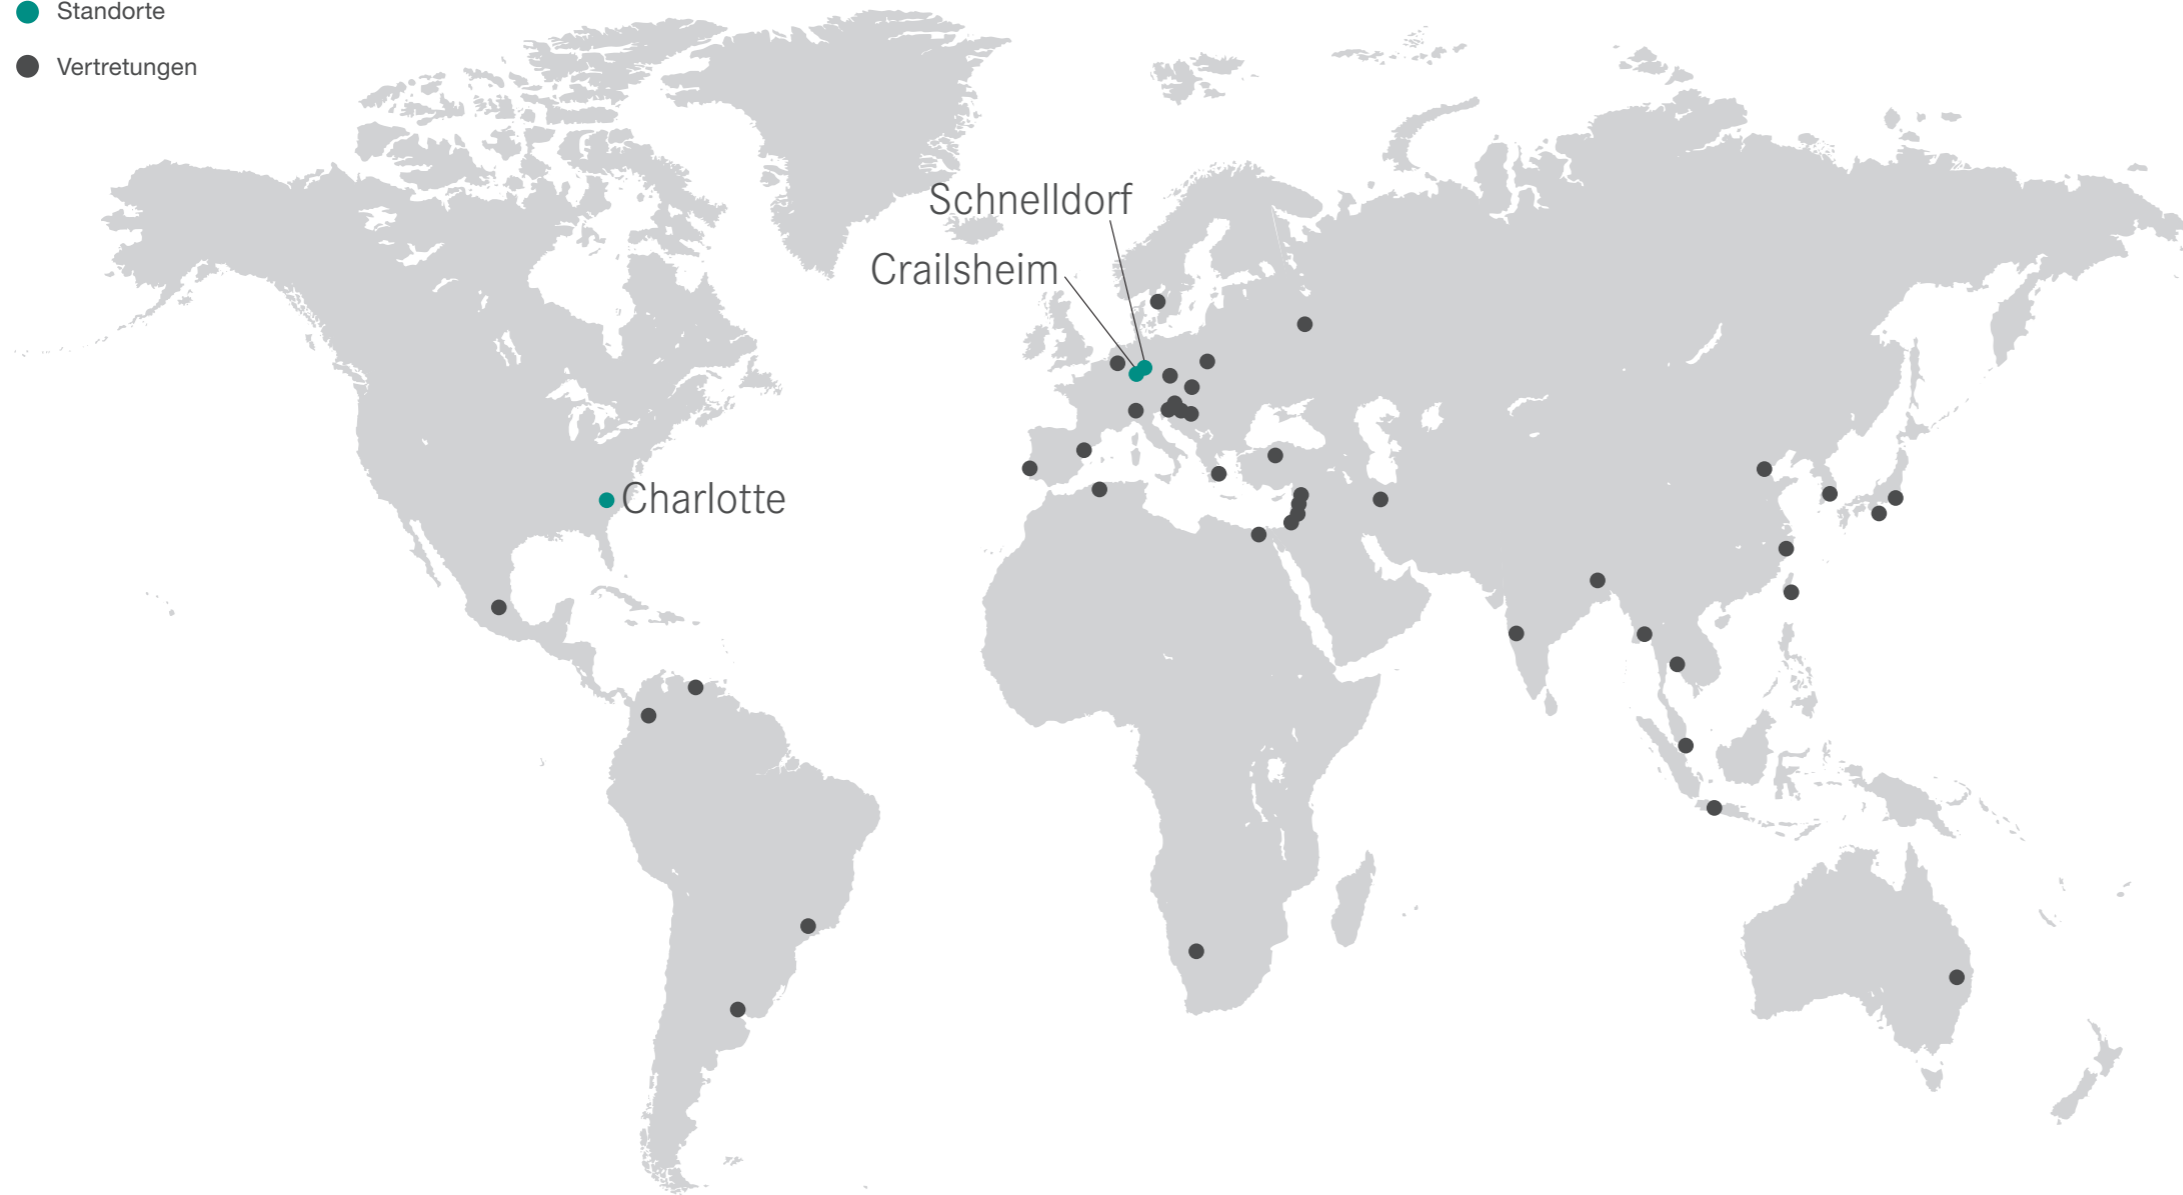 Standorte
Vertretungen
Schnelldorf
Crailsheim
Charlotte